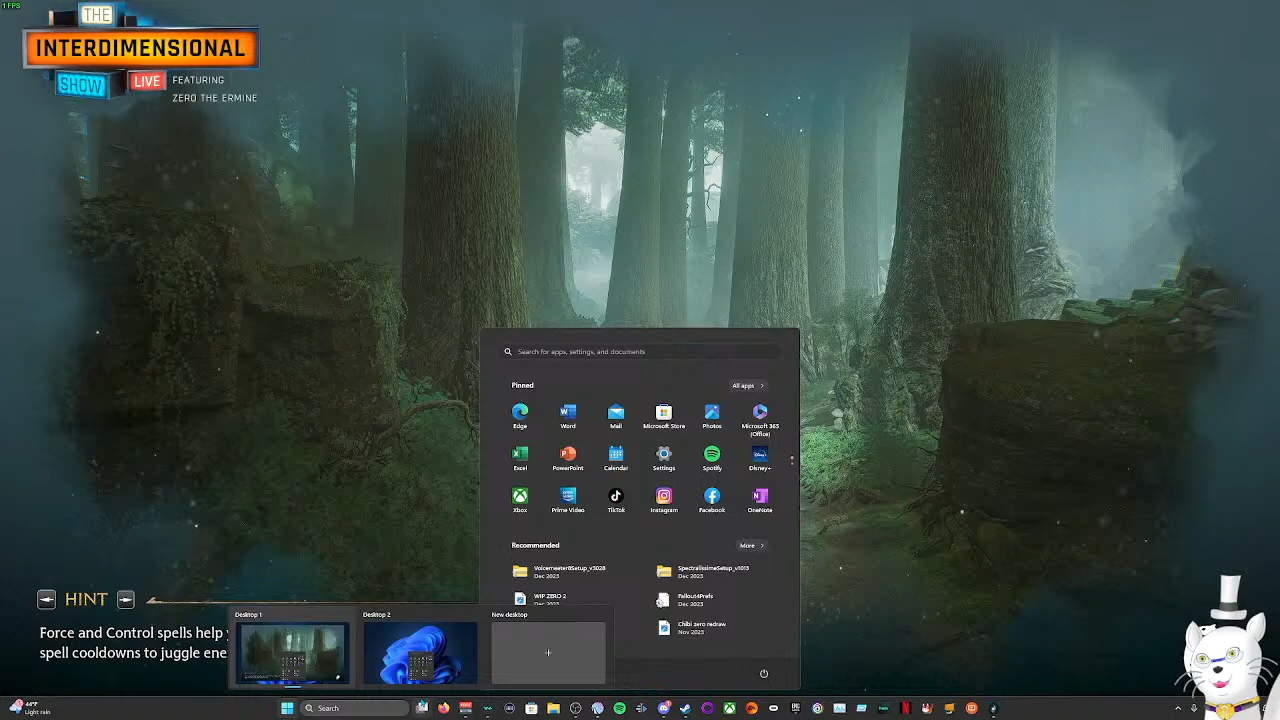 1 FPS
THE
INTERDIMENSIONAL
SHOW
LIVE
FEATURING
ZERO THE ERMINE
Search for apps, settings, and documents
Pinned
All apps
Edge
Word
Mail
Microsoft Store
Photos
Microsoft 365
(Office)
Excel
PowerPoint
Calendar
Settings
Spotify
Disney+
Xbox
Prime Video
TikTok
Instagram
Facebook
OneNote
Recommended
More
Voicemeeter8Setup_v3028
Dec 2023
SpectralissimeSetup_v1013
Dec 2023
WIP ZERO 2
Fallout4Prefs
Dec 2023
Chibi zero redraw
Nov 2023
HINT
Force and Control spells help
spell cooldowns to juggle ene
Desktop 1
Desktop 2
New desktop
44°F
Light rain
Search